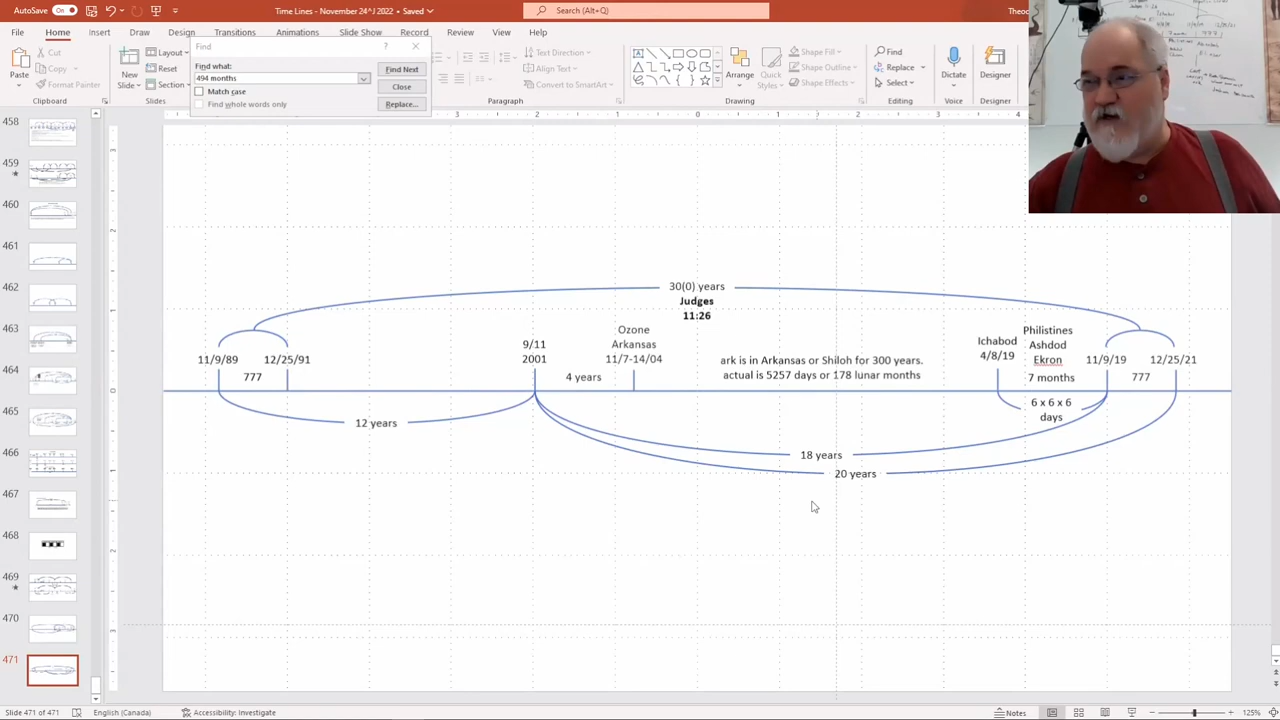 AutoSave On Time Lines - November 24^J 2022 • Saved Search (Alt+Q) Theod
File Home Insert Draw Design Transitions Animations Slide Show Record Review View Help
Cut
Copy
Format Painter
Paste
Clipboard
New
Slide
Layout
Reset
Section
Slides
Find
? ×
Find what:
494 months
Match case
Find whole words only
Find Next
Close
Replace...
Text Direction
Align Text
Convert to SmartArt
Paragraph
Arrange
Quick
Styles
Shape Fill
Shape Outline
Shape Effects
Drawing
Find
Replace
Select
Editing
Dictate
Voice
Designer
Designer
458
459
460
461
462
463
464
465
466
467
468
469
470
471
30(0) years
Judges
11:26
11/9/89
12/25/91
777
12 years
9/11
2001
4 years
Ozone
Arkansas
11/7-14/04
ark is in Arkansas or Shiloh for 300 years.
actual is 5257 days or 178 lunar months
Ichabod
4/8/19
Philistines
Ashdod
Ekron
7 months
6 x 6 x 6
days
11/9/19
12/25/21
777
18 years
20 years
Slide 471 of 471 English (Canada) Accessibility: Investigate Notes 125%